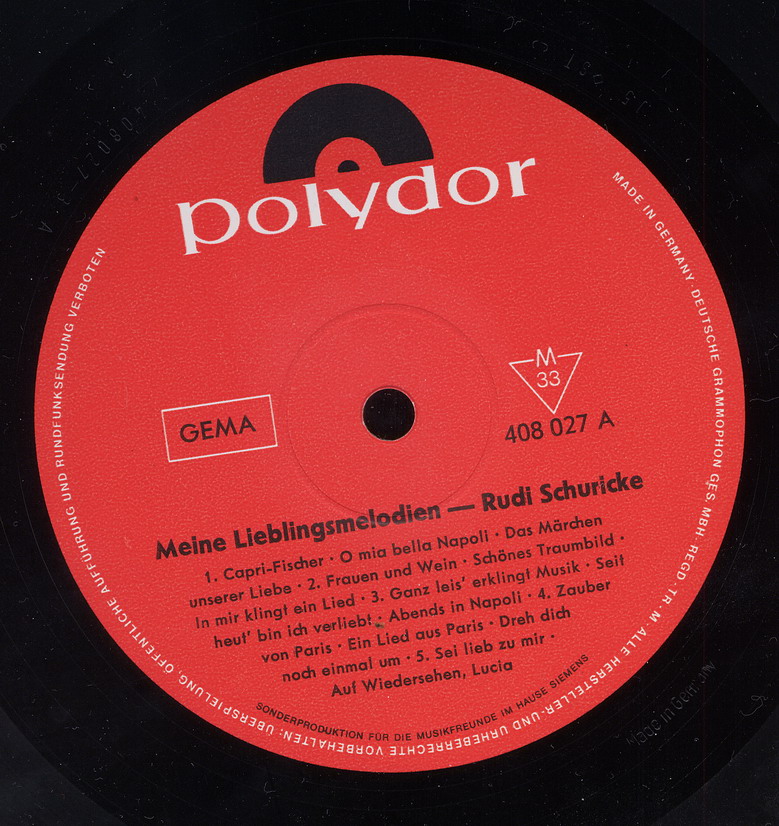 polydor
GEMA
M
33
408 027 A
Meine Lieblingsmelodien — Rudi Schuricke
1. Capri-Fischer · O mia bella Napoli · Das Märchen
unserer Liebe · 2. Frauen und Wein · Schönes Traumbild ·
In mir klingt ein Lied · 3. Ganz leis' erklingt Musik · Seit
heut' bin ich verliebt · Abends in Napoli · 4. Zauber
von Paris · Ein Lied aus Paris · Dreh dich
noch einmal um · 5. Sei lieb zu mir ·
Auf Wiedersehen, Lucia
SONDERPRODUKTION FÜR DIE MUSIKFREUNDE IM HAUSE SIEMENS
MADE IN GERMANY · DEUTSCHE GRAMMOPHON GES. MBH · REGD · TR. M · ALLE HERSTELLER- UND URHEBERRECHTE VORBEHALTEN: ÜBERSPIELUNG, ÖFFENTLICHE AUFFÜHRUNG UND RUNDFUNKSENDUNG VERBOTEN
Made in Germany